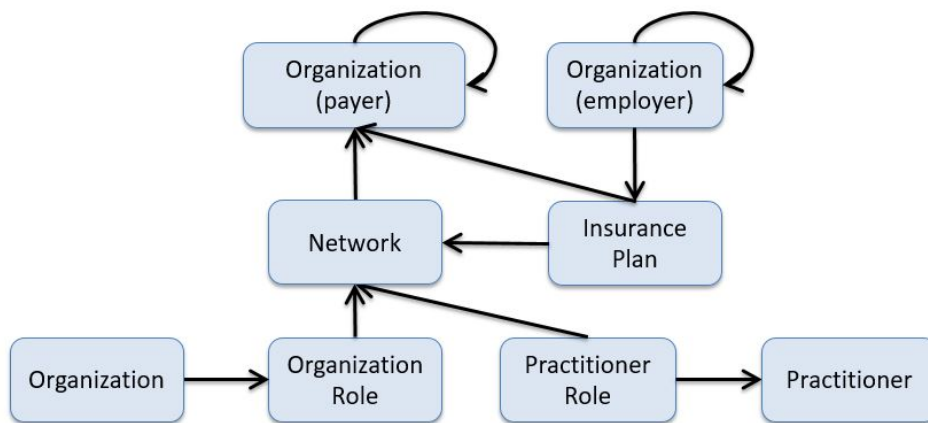 Organization
(payer)
Organization
(employer)
Network
Insurance
Plan
Organization
Organization
Role
Practitioner
Role
Practitioner